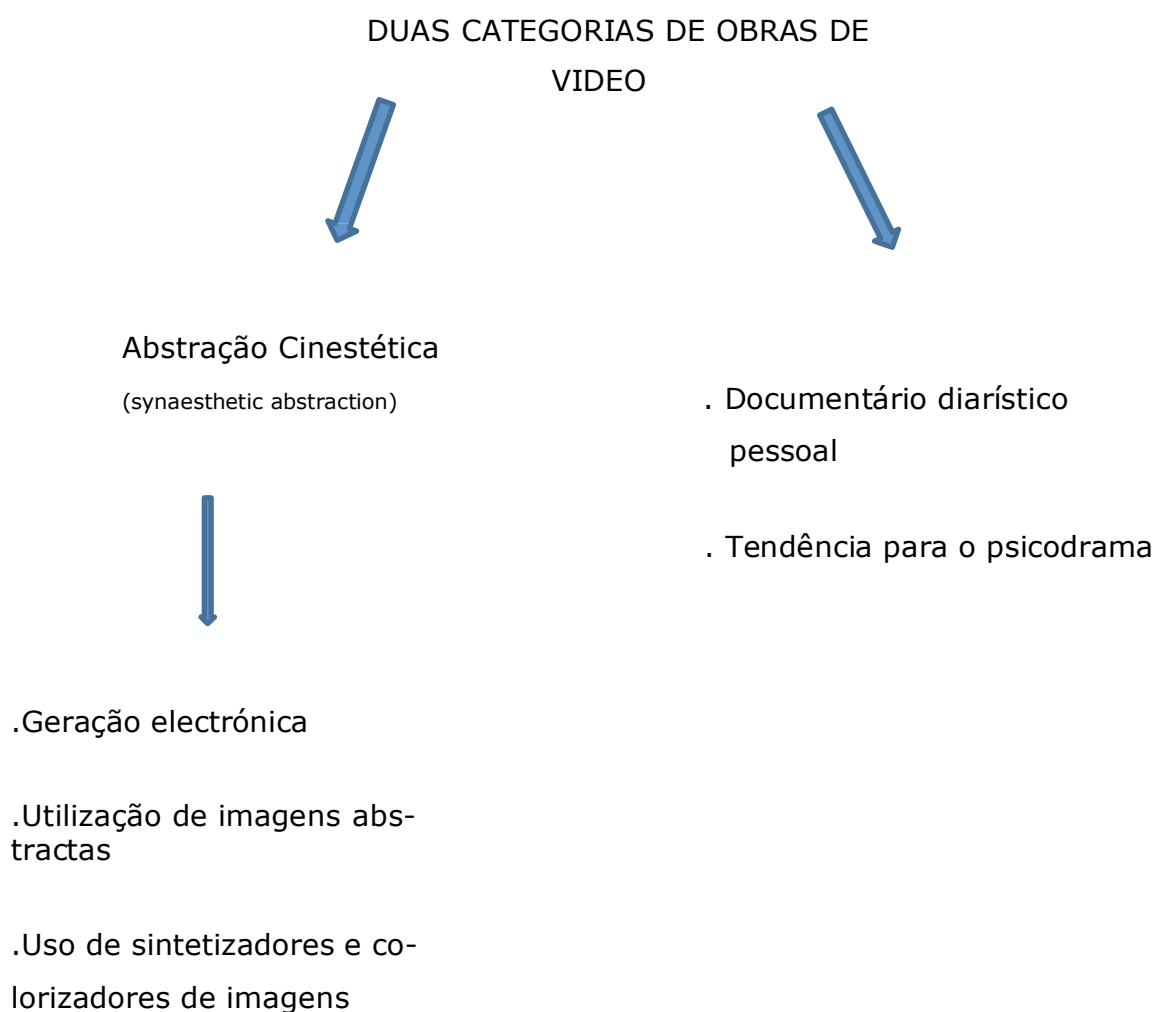 DUAS CATEGORIAS DE OBRAS DE
VIDEO
Abstração Cinestética
(synaesthetic abstraction)
. Documentário diarístico
pessoal
. Tendência para o psicodrama
.Geração electrónica
.Utilização de imagens abs-
tractas
.Uso de sintetizadores e co-
lorizadores de imagens